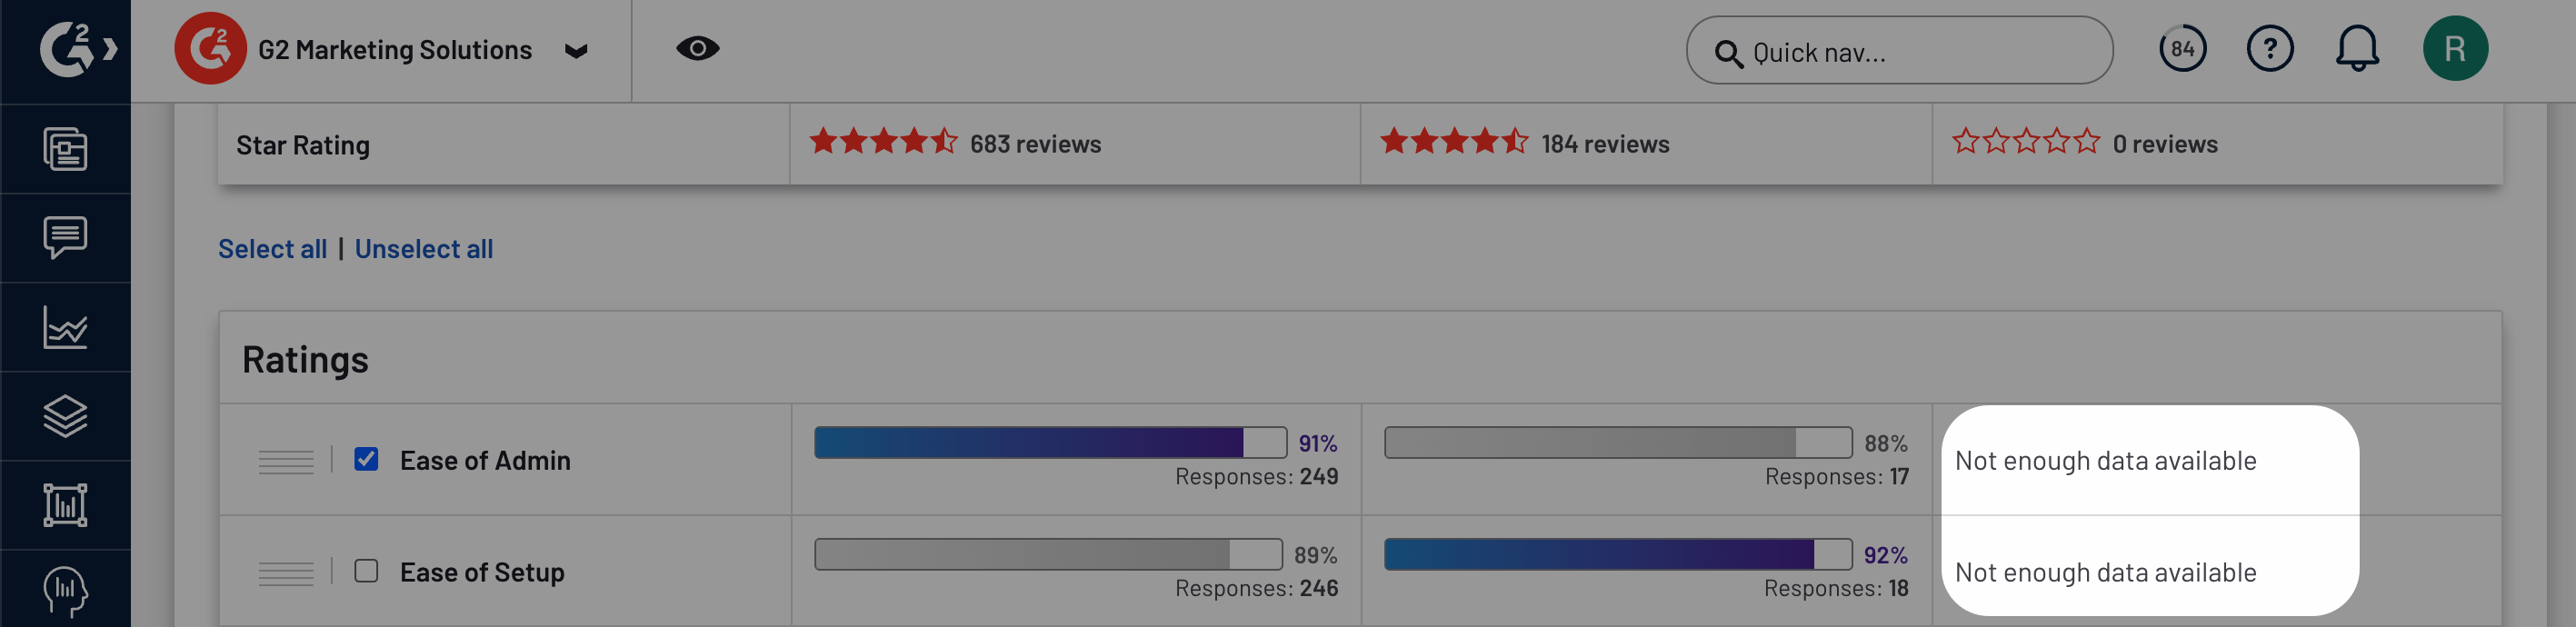 G2 G2 Marketing Solutions Quick nav... 84 ? R
Star Rating 683 reviews 184 reviews 0 reviews
Select all | Unselect all
Ratings
Ease of Admin 91% 88% Not enough data available
Responses: 249 Responses: 17
Ease of Setup 89% 92% Not enough data available
Responses: 246 Responses: 18